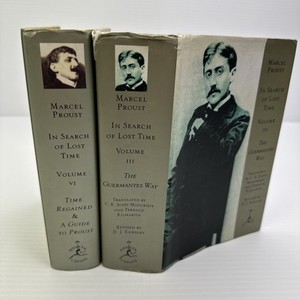 MARCEL
PROUST
IN SEARCH
OF LOST
TIME
VOLUME
VI
TIME
REGAINED
&
A GUIDE
TO PROUST
MARCEL
PROUST
IN SEARCH
OF LOST
TIME
VOLUME
III
THE
GUERMANTES WAY
TRANSLATED BY
C. K. SCOTT MONCRIEFF
AND TERENCE
KILMARTIN
REVISED BY
D. J. ENRIGHT
MARCEL
PROUST
IN SEARCH
OF LOST
TIME
VOLUME
III
THE
GUERMANTES WAY